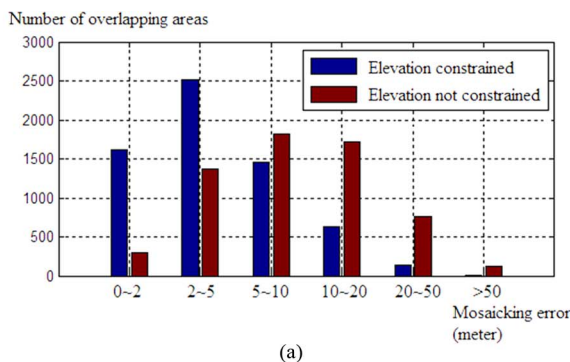 Number of overlapping areas
3000
2500
2000
1500
1000
500
0
Elevation constrained
Elevation not constrained
0~2 2~5 5~10 10~20 20~50 >50
Mosaicking error
(meter)
(a)